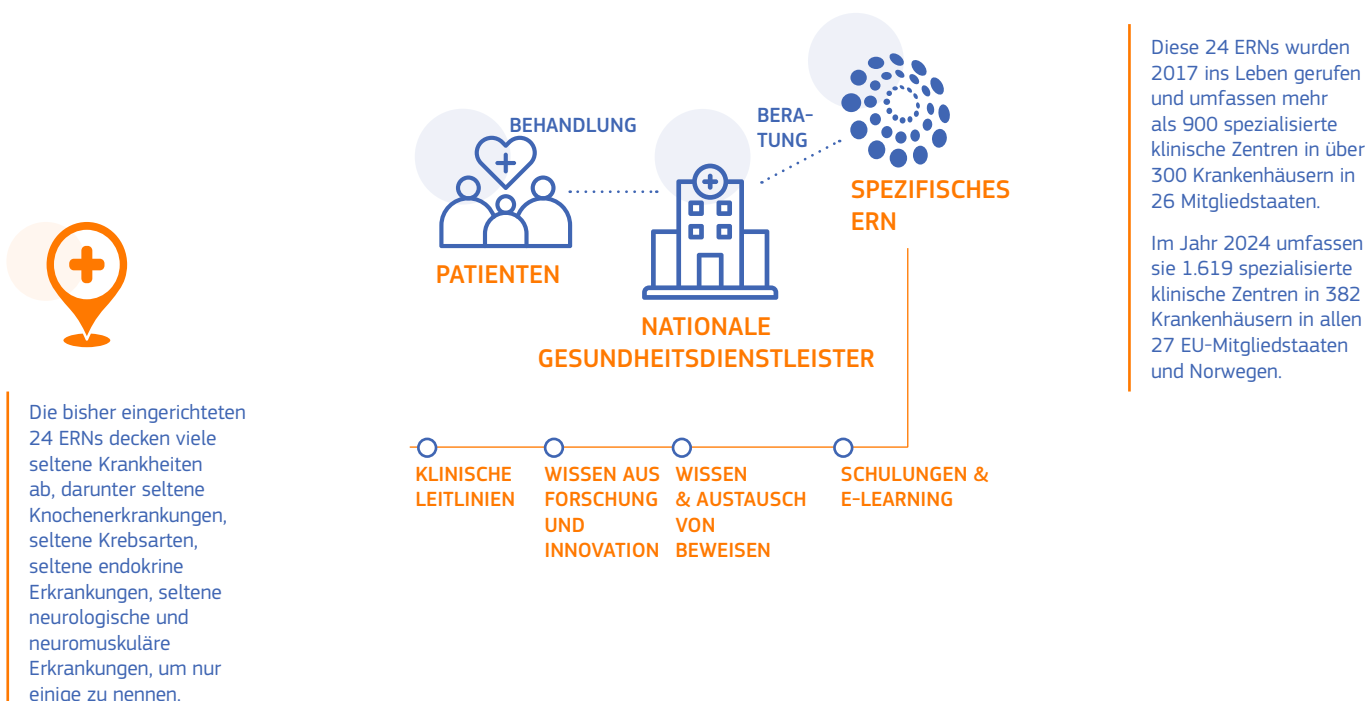 BEHANDLUNG
BERA-
TUNG
SPEZIFISCHES
ERN
PATIENTEN
NATIONALE
GESUNDHEITSDIENSTLEISTER
KLINISCHE
LEITLINIEN
WISSEN AUS
FORSCHUNG
UND
INNOVATION
WISSEN
& AUSTAUSCH
VON
BEWEISEN
SCHULUNGEN &
E-LEARNING
Die bisher eingerichteten
24 ERNs decken viele
seltene Krankheiten
ab, darunter seltene
Knochenerkrankungen,
seltene Krebsarten,
seltene endokrine
Erkrankungen, seltene
neurologische und
neuromuskuläre
Erkrankungen, um nur
einige zu nennen.
Diese 24 ERNs wurden
2017 ins Leben gerufen
und umfassen mehr
als 900 spezialisierte
klinische Zentren in über
300 Krankenhäusern in
26 Mitgliedstaaten.
Im Jahr 2024 umfassen
sie 1.619 spezialisierte
klinische Zentren in 382
Krankenhäusern in allen
27 EU-Mitgliedstaaten
und Norwegen.